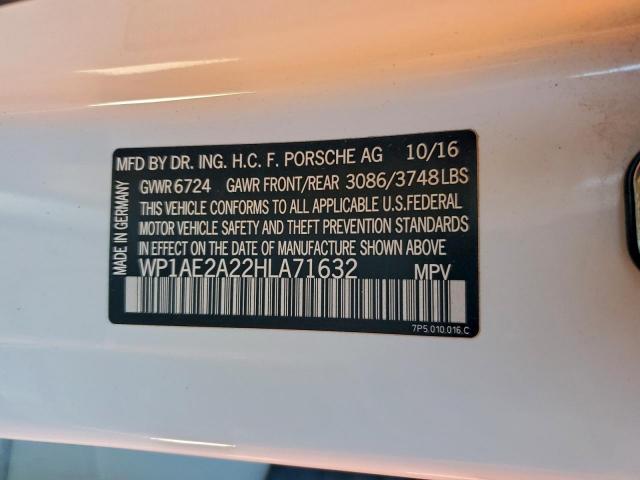 MFD BY DR. ING. H.C. F. PORSCHE AG 10/16
GVWR 6724 GAWR FRONT/REAR 3086/3748 LBS
THIS VEHICLE CONFORMS TO ALL APPLICABLE U.S.FEDERAL
MOTOR VEHICLE SAFETY AND THEFT PREVENTION STANDARDS
IN EFFECT ON THE DATE OF MANUFACTURE SHOWN ABOVE.
WP1AE2A22HLA71632 MPV
7P5.010.016.C
MADE IN GERMANY